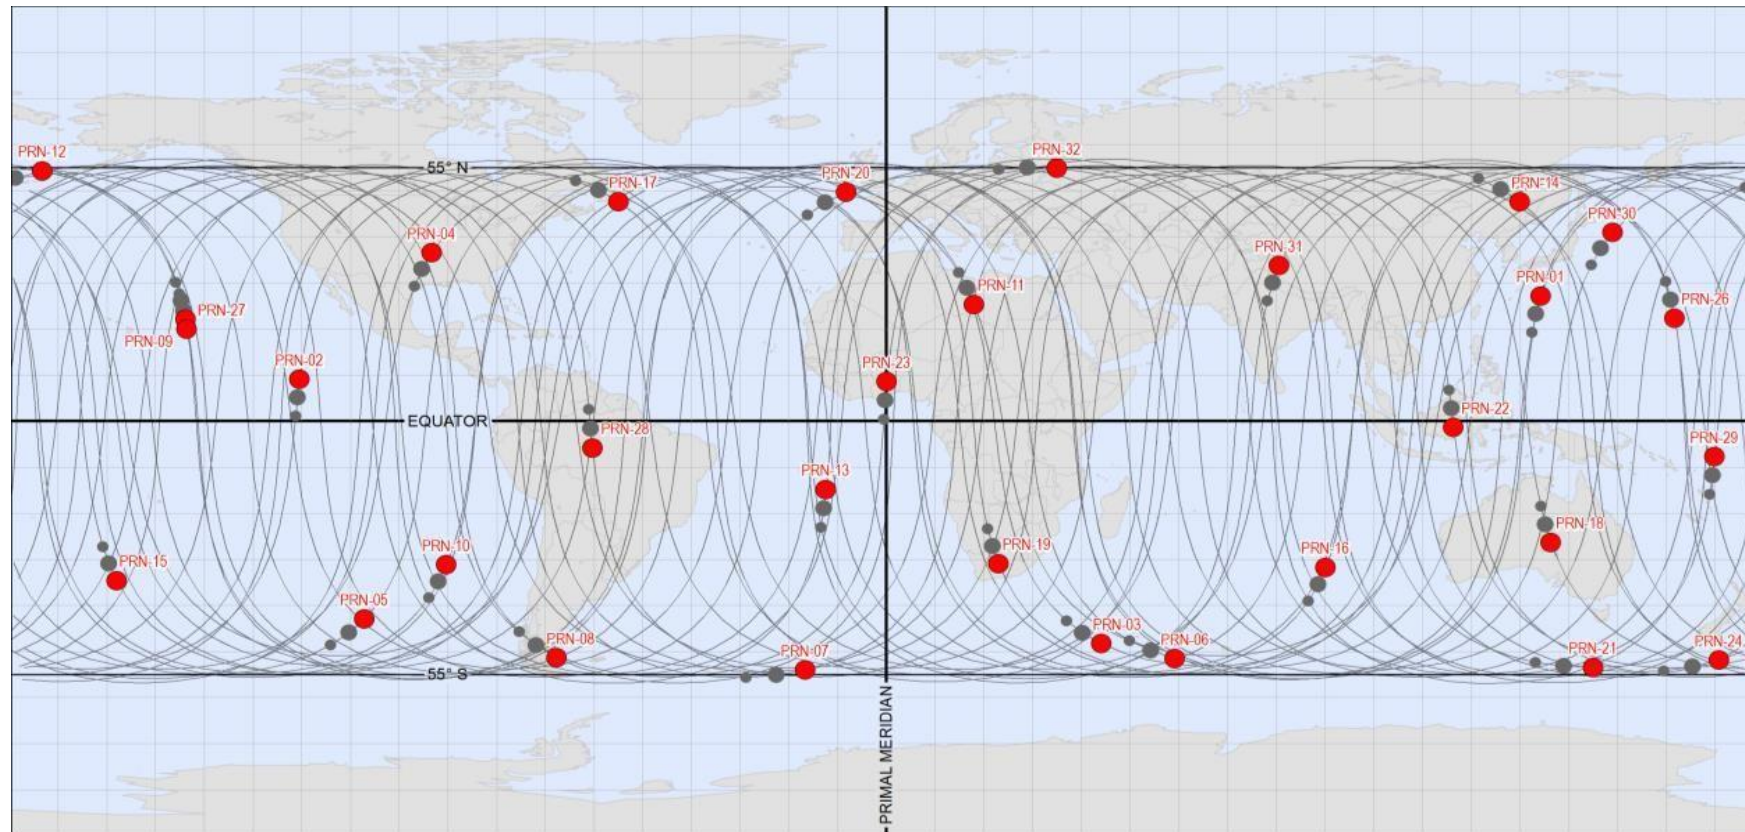 PRN-12
55° N
PRN-32
PRN-17
PRN-20
PRN-14
PRN-04
PRN-30
PRN-31
PRN-01
PRN-11
PRN-26
PRN-27
PRN-09
PRN-02
PRN-23
EQUATOR
PRN-22
PRN-28
PRN-29
PRN-13
PRN-18
PRN-10
PRN-19
PRN-16
PRN-15
PRN-05
PRN-03
PRN-08
PRN-06
PRN-07
PRN-21
PRN-24
55° S
PRIMAL MERIDIAN